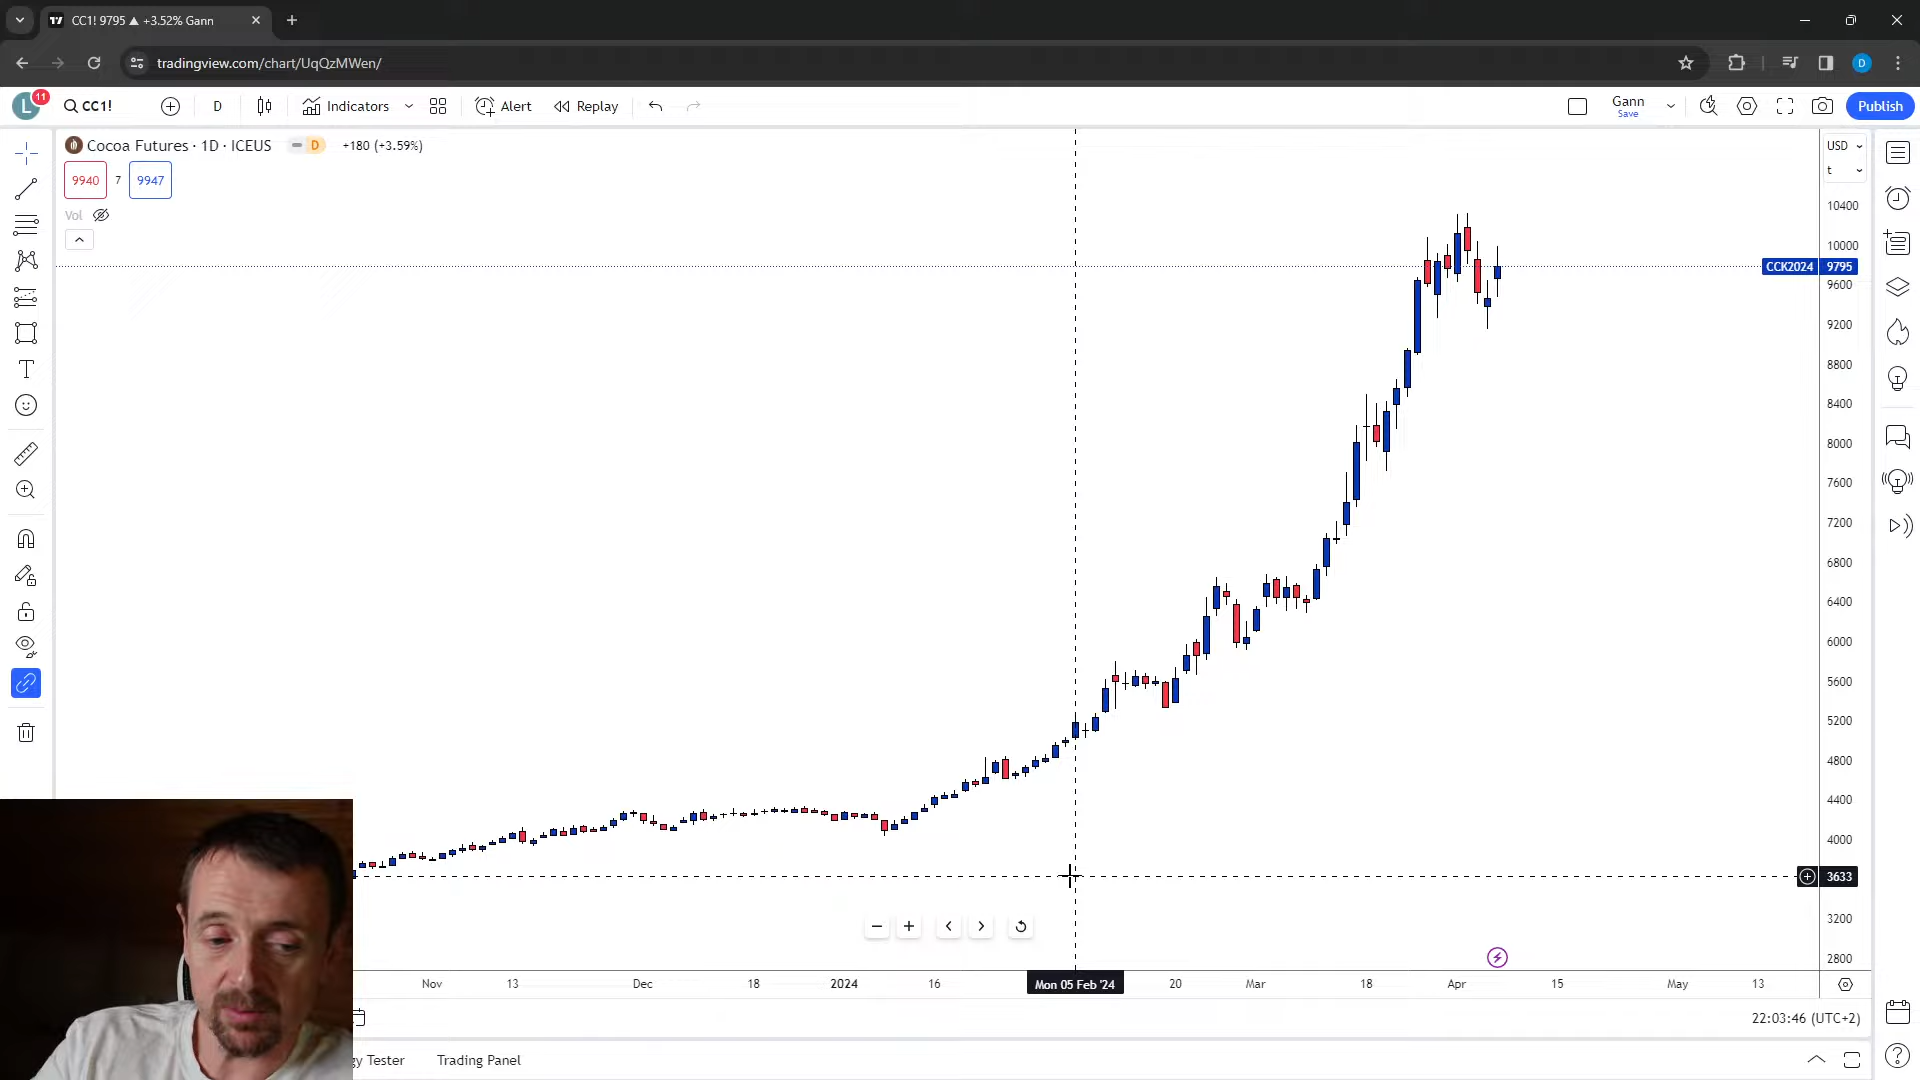 CC1! 9795 ▲ +3.52% Gann
tradingview.com/chart/UqQzMWen/
D
L
11
CC1!
D
Indicators
Alert
Replay
Gann
Save
Publish
Cocoa Futures · 1D · ICEUS
D
+180 (+3.59%)
USD
t
9940
7
9947
Vol
10400
10000
CCK2024
9795
9600
9200
8800
8400
8000
7600
7200
6800
6400
6000
5600
5200
4800
4400
4000
3633
3200
2800
Nov
13
Dec
18
2024
16
Mon 05 Feb '24
20
Mar
18
Apr
15
May
13
22:03:46 (UTC+2)
gy Tester
Trading Panel